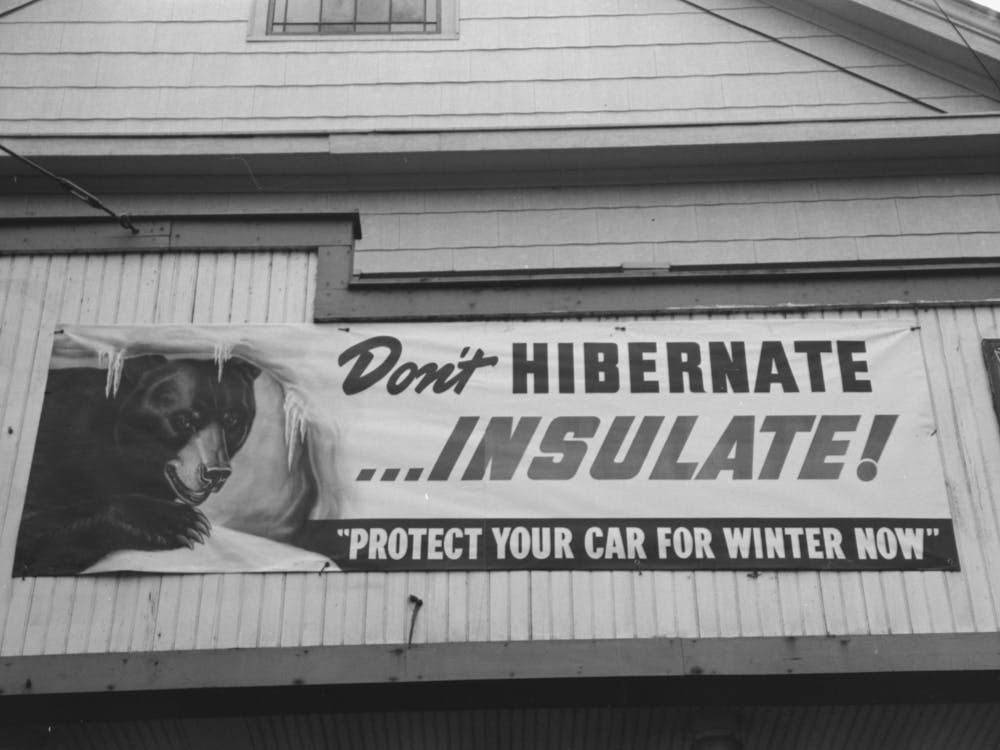 Don't HIBERNATE
...INSULATE!
"PROTECT YOUR CAR FOR WINTER NOW"